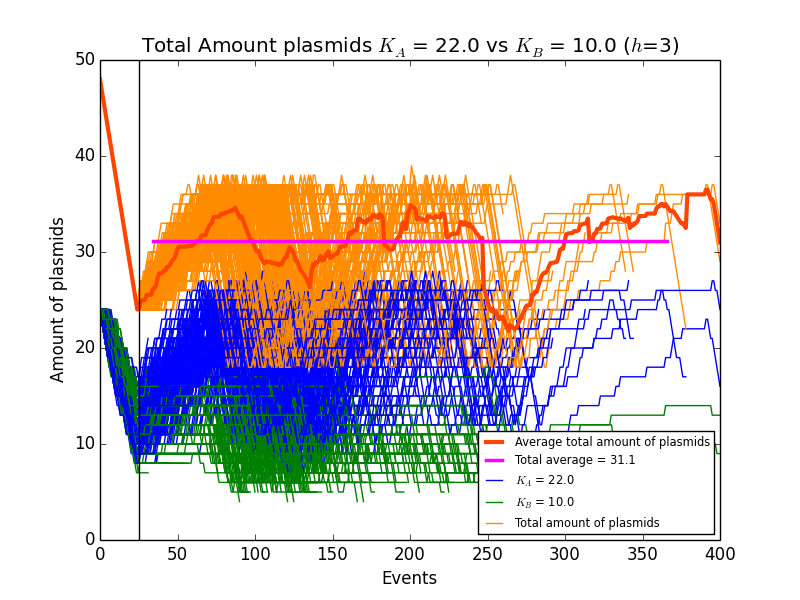 Total Amount plasmids K_A = 22.0 vs K_B = 10.0 (h=3)
50
40
30
20
10
0
Amount of plasmids
0 50 100 150 200 250 300 350 400
Events
Average total amount of plasmids
Total average = 31.1
K_A = 22.0
K_B = 10.0
Total amount of plasmids